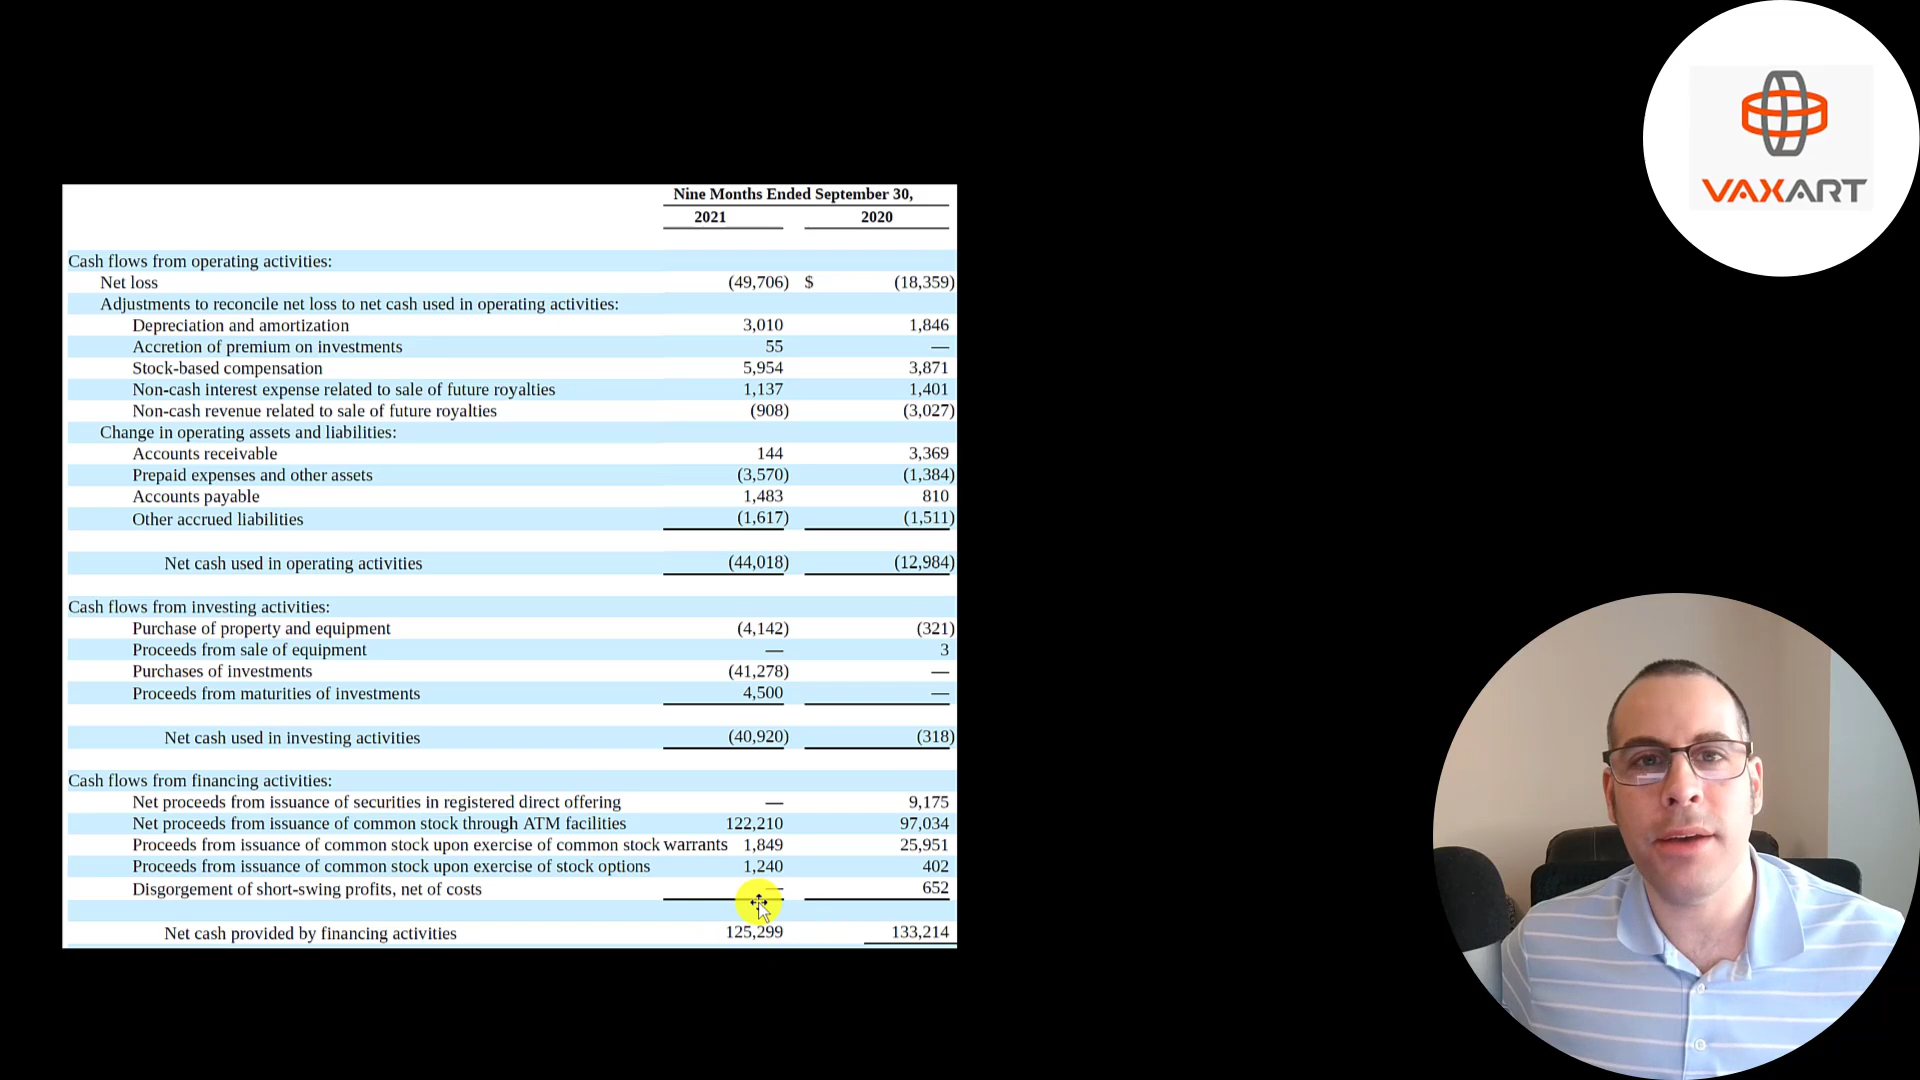 VAXART
Nine Months Ended September 30,
2021 2020
Cash flows from operating activities:
Net loss (49,706) $ (18,359)
Adjustments to reconcile net loss to net cash used in operating activities:
Depreciation and amortization 3,010 1,846
Accretion of premium on investments 55 —
Stock-based compensation 5,954 3,871
Non-cash interest expense related to sale of future royalties 1,137 1,401
Non-cash revenue related to sale of future royalties (908) (3,027)
Change in operating assets and liabilities:
Accounts receivable 144 3,369
Prepaid expenses and other assets (3,570) (1,384)
Accounts payable 1,483 810
Other accrued liabilities (1,617) (1,511)
Net cash used in operating activities (44,018) (12,984)
Cash flows from investing activities:
Purchase of property and equipment (4,142) (321)
Proceeds from sale of equipment — 3
Purchases of investments (41,278) —
Proceeds from maturities of investments 4,500 —
Net cash used in investing activities (40,920) (318)
Cash flows from financing activities:
Net proceeds from issuance of securities in registered direct offering — 9,175
Net proceeds from issuance of common stock through ATM facilities 122,210 97,034
Proceeds from issuance of common stock upon exercise of common stock warrants 1,849 25,951
Proceeds from issuance of common stock upon exercise of stock options 1,240 402
Disgorgement of short-swing profits, net of costs — 652
Net cash provided by financing activities 125,299 133,214